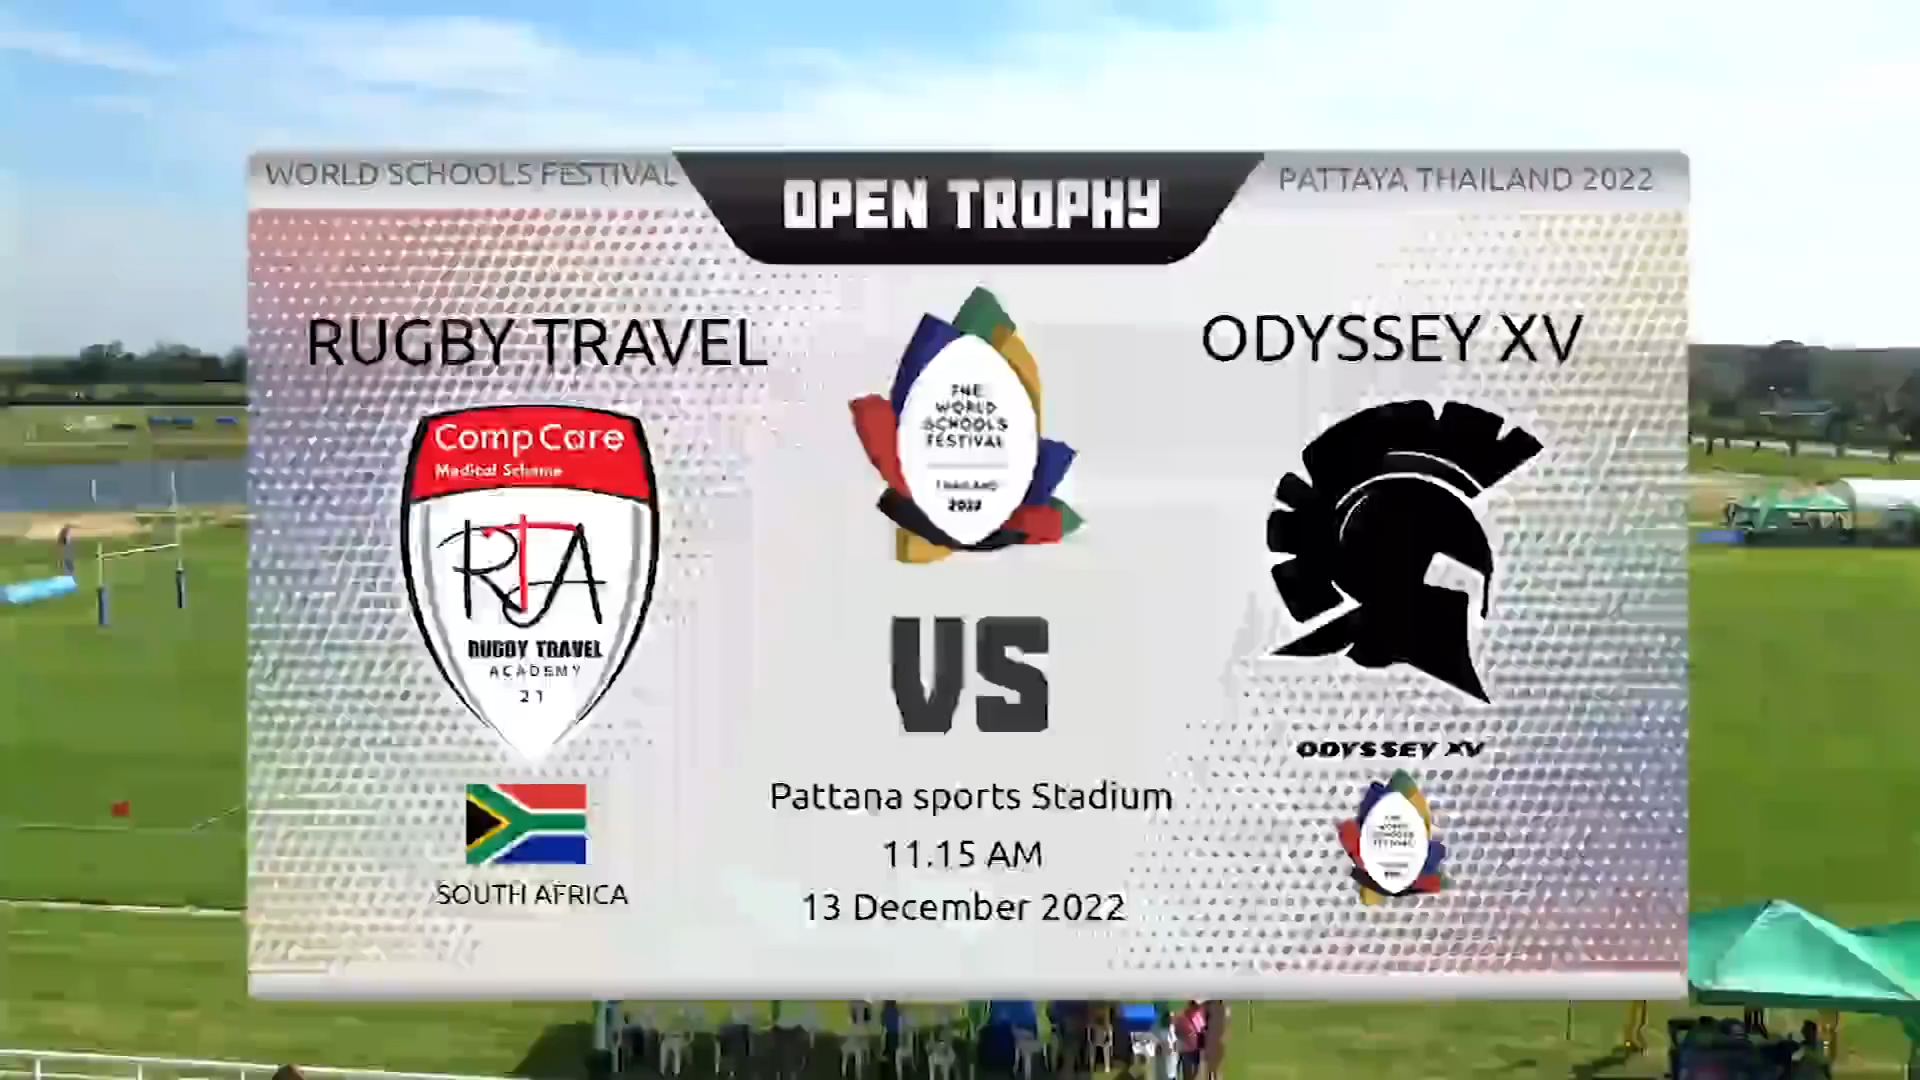 WORLD SCHOOLS FESTIVAL
OPEN TROPHY
PATTAYA THAILAND 2022
RUGBY TRAVEL
ODYSSEY XV
THE
WORLD
SCHOOLS
FESTIVAL
THAILAND
2022
CompCare
Medical Scheme
RTA
RUGBY TRAVEL
ACADEMY
21
VS
ODYSSEY XV
Pattana sports Stadium
11.15 AM
13 December 2022
SOUTH AFRICA